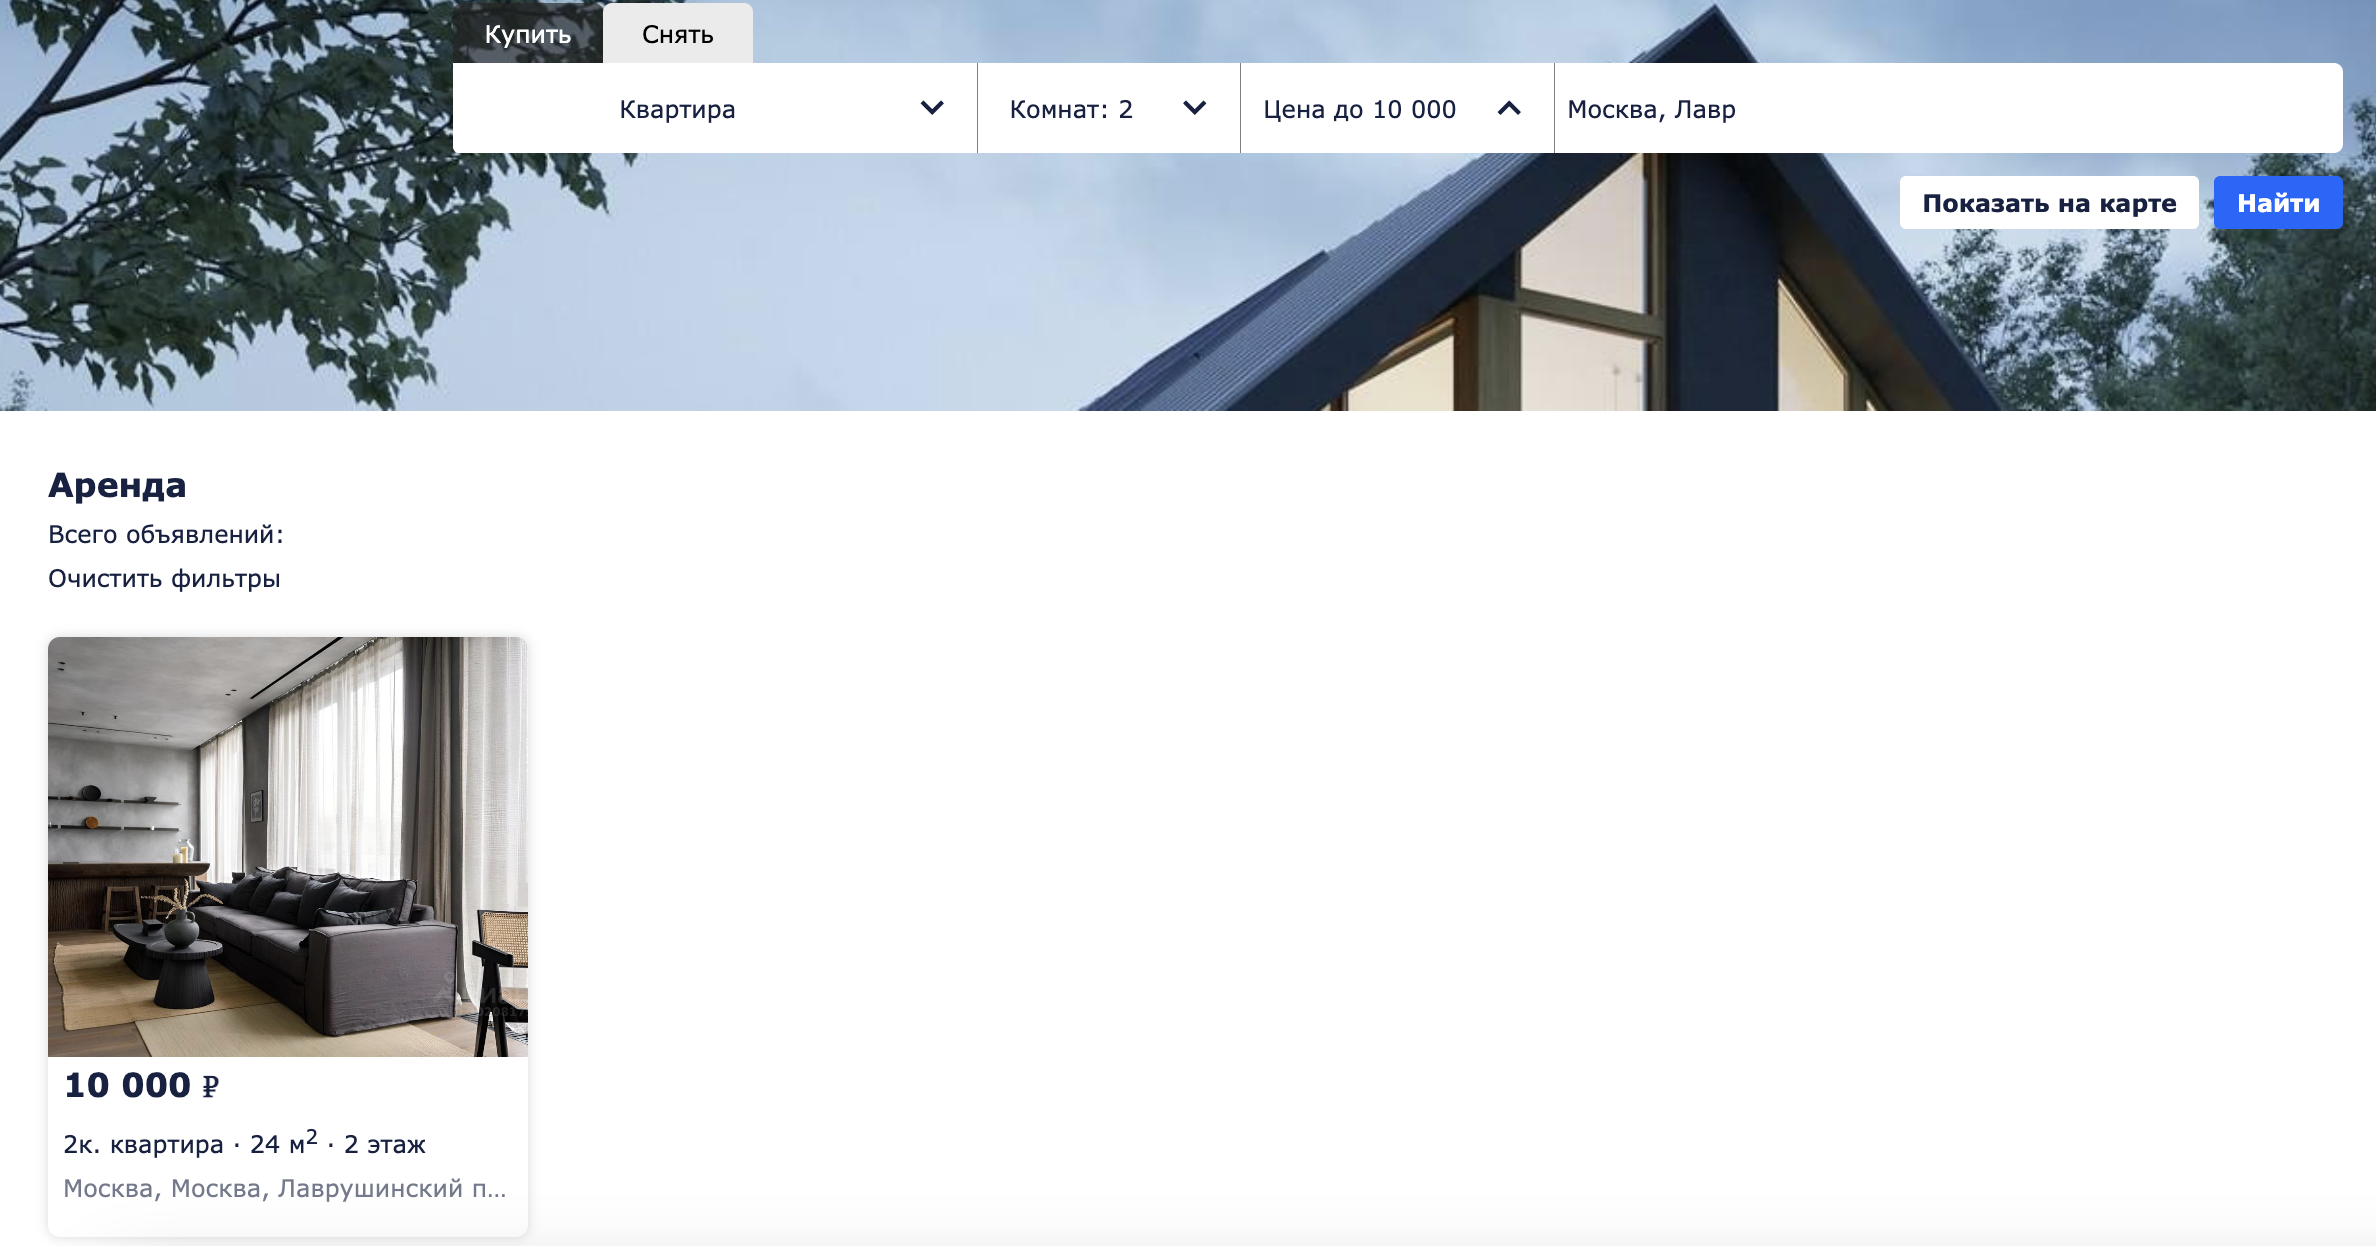 Купить
Снять
Квартира
Комнат: 2
Цена до 10 000
Москва, Лавр
Показать на карте
Найти
Аренда
Всего объявлений:
Очистить фильтры
10 000 ₽
2к. квартира · 24 м² · 2 этаж
Москва, Москва, Лаврушинский п...